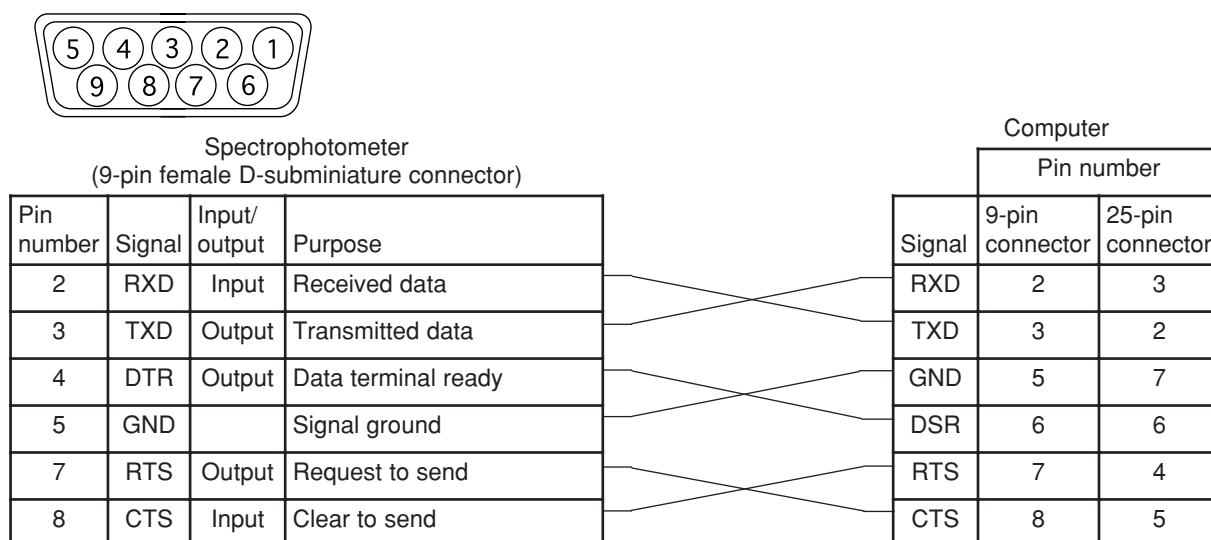 5 4 3 2 1
9 8 7 6
Spectrophotometer
(9-pin female D-subminiature connector)
Pin number Signal Input/ output Purpose
2 RXD Input Received data
3 TXD Output Transmitted data
4 DTR Output Data terminal ready
5 GND Signal ground
7 RTS Output Request to send
8 CTS Input Clear to send
Computer
Pin number
Signal 9-pin connector 25-pin connector
RXD 2 3
TXD 3 2
GND 5 7
DSR 6 6
RTS 7 4
CTS 8 5